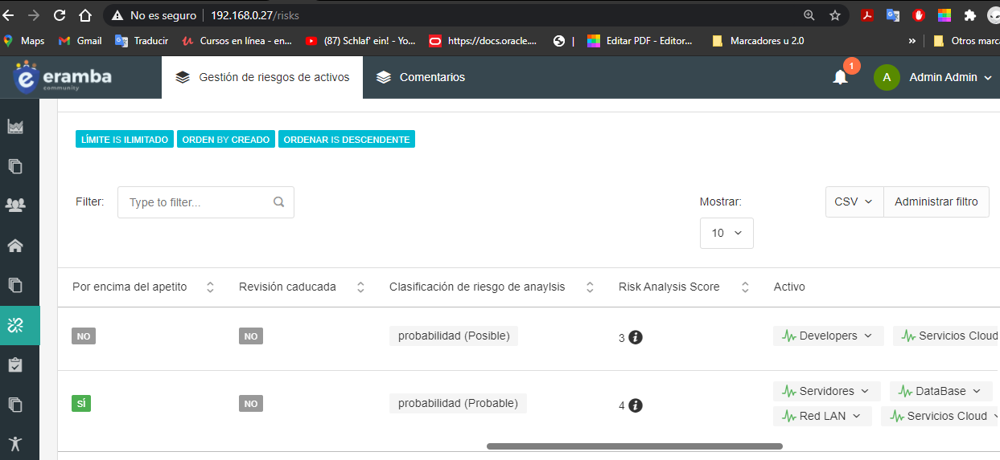 No es seguro 192.168.0.27/risks
Maps Gmail Traducir Cursos en línea - en... (87) Schlaf' ein! - Yo... https://docs.oracle.... | Editar PDF - Editor... Marcadores u 2.0 » Otros marca
eramba community Gestión de riesgos de activos Comentarios 1 A Admin Admin
LÍMITE IS ILIMITADO ORDEN BY CREADO ORDENAR IS DESCENDENTE
Filter: Type to filter... Mostrar: CSV Administrar filtro
10
Por encima del apetito Revisión caducada Clasificación de riesgo de anaylsis Risk Analysis Score Activo
NO NO probabilidad (Posible) 3 Developers Servicios Cloud
SÍ NO probabilidad (Probable) 4 Servidores DataBase
Red LAN Servicios Cloud